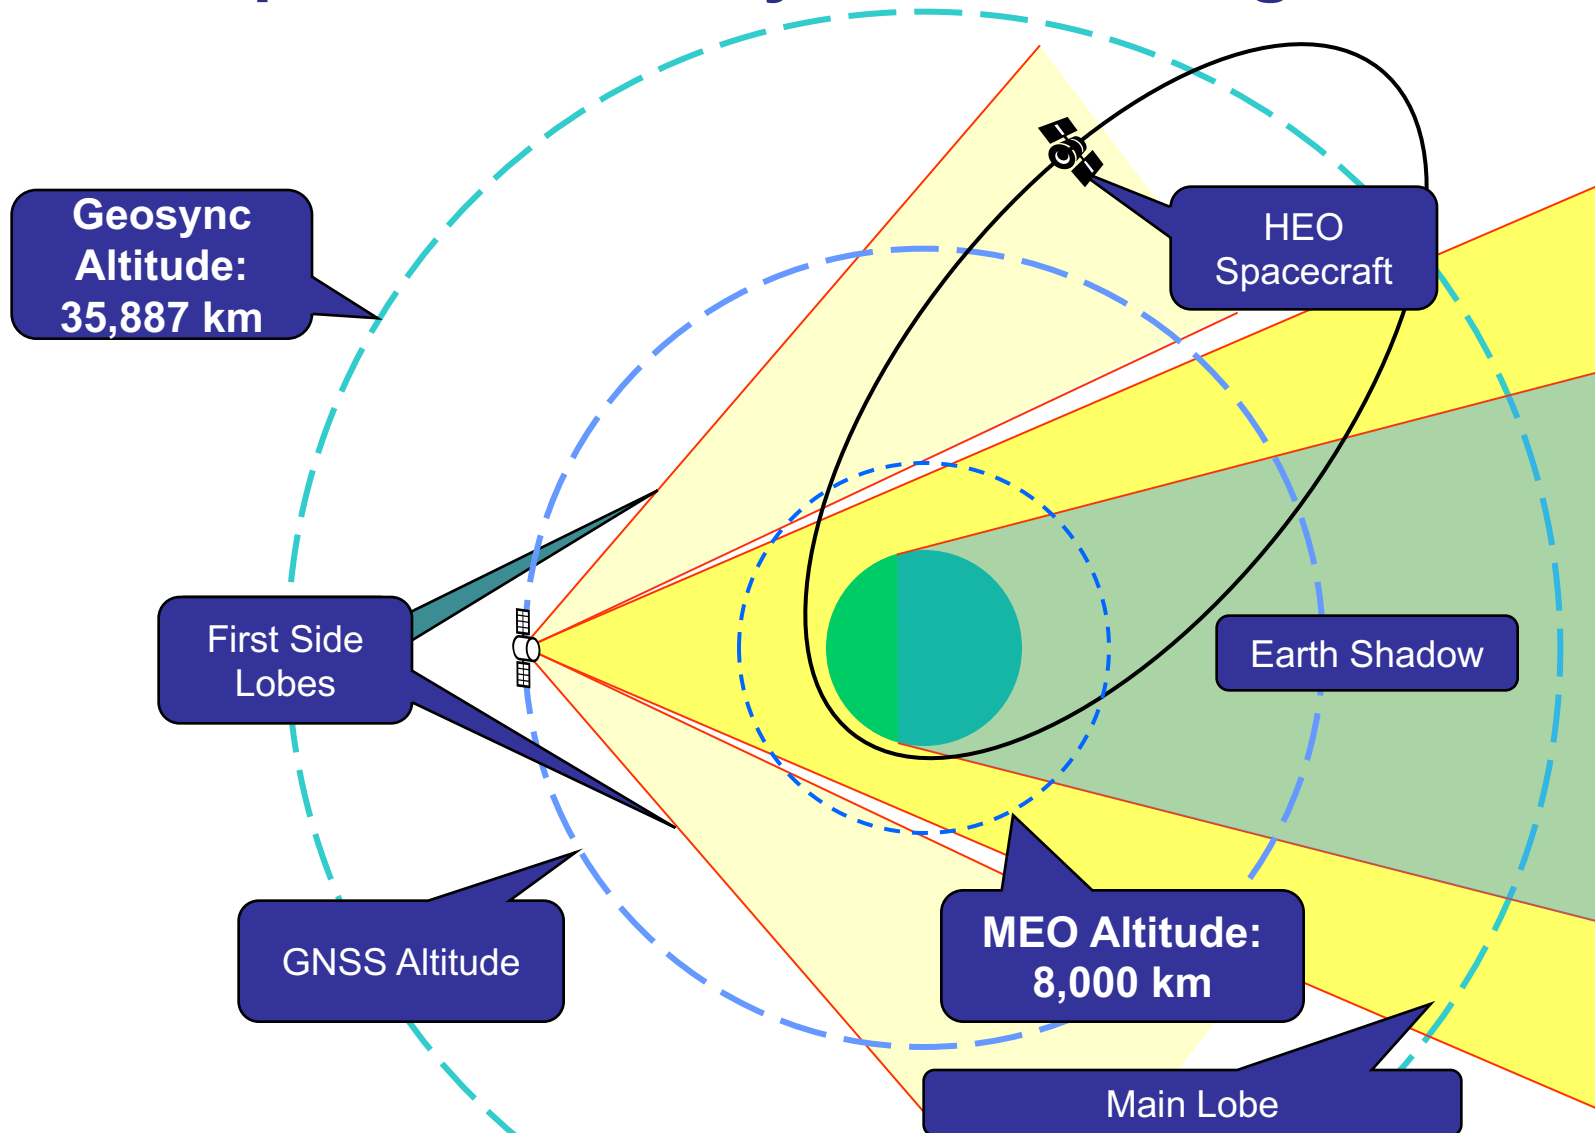 Geosync
Altitude:
35,887 km
HEO
Spacecraft
First Side
Lobes
Earth Shadow
GNSS Altitude
MEO Altitude:
8,000 km
Main Lobe